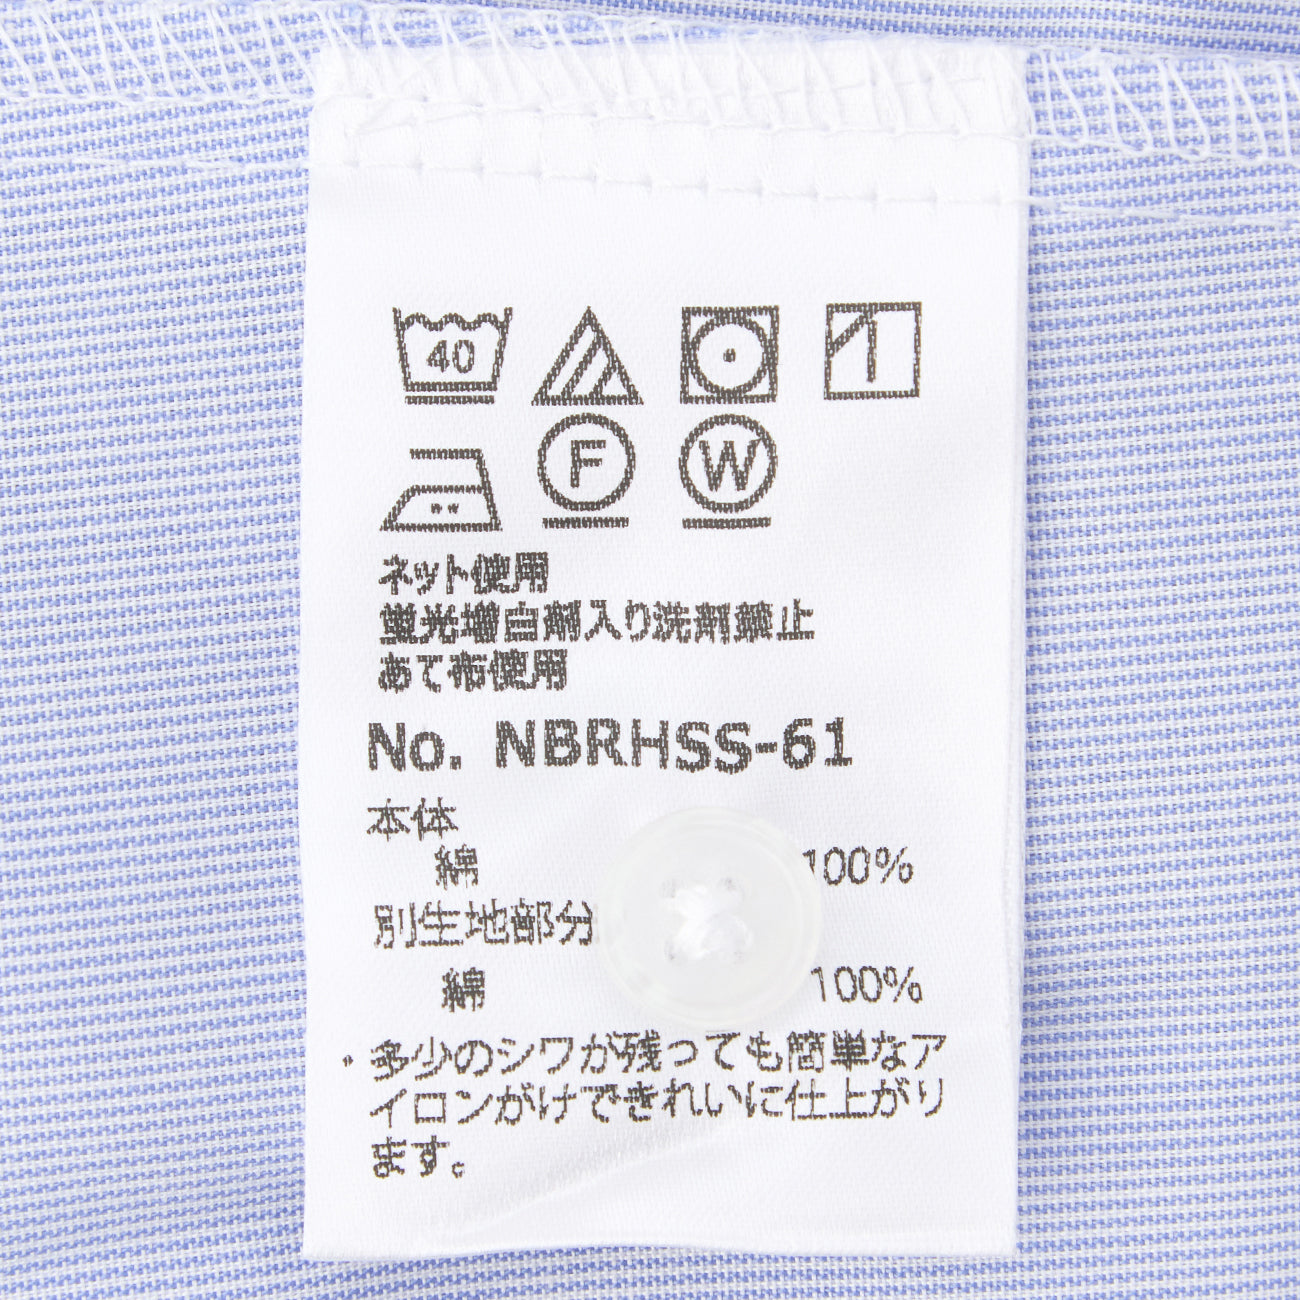 40
F W
ネット使用
蛍光増白剤入り洗剤禁止
あて布使用
No. NBRHSS-61
本体
綿 100%
別生地部分
綿 100%
・多少のシワが残っても簡単なア
イロンがけできれいに仕上がり
ます。